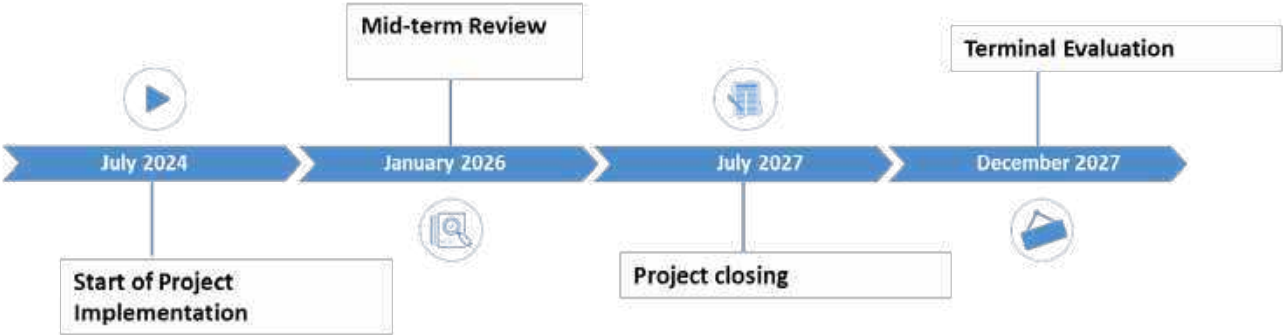 Mid-term Review
Terminal Evaluation
July 2024
January 2026
July 2027
December 2027
Start of Project
Implementation
Project closing